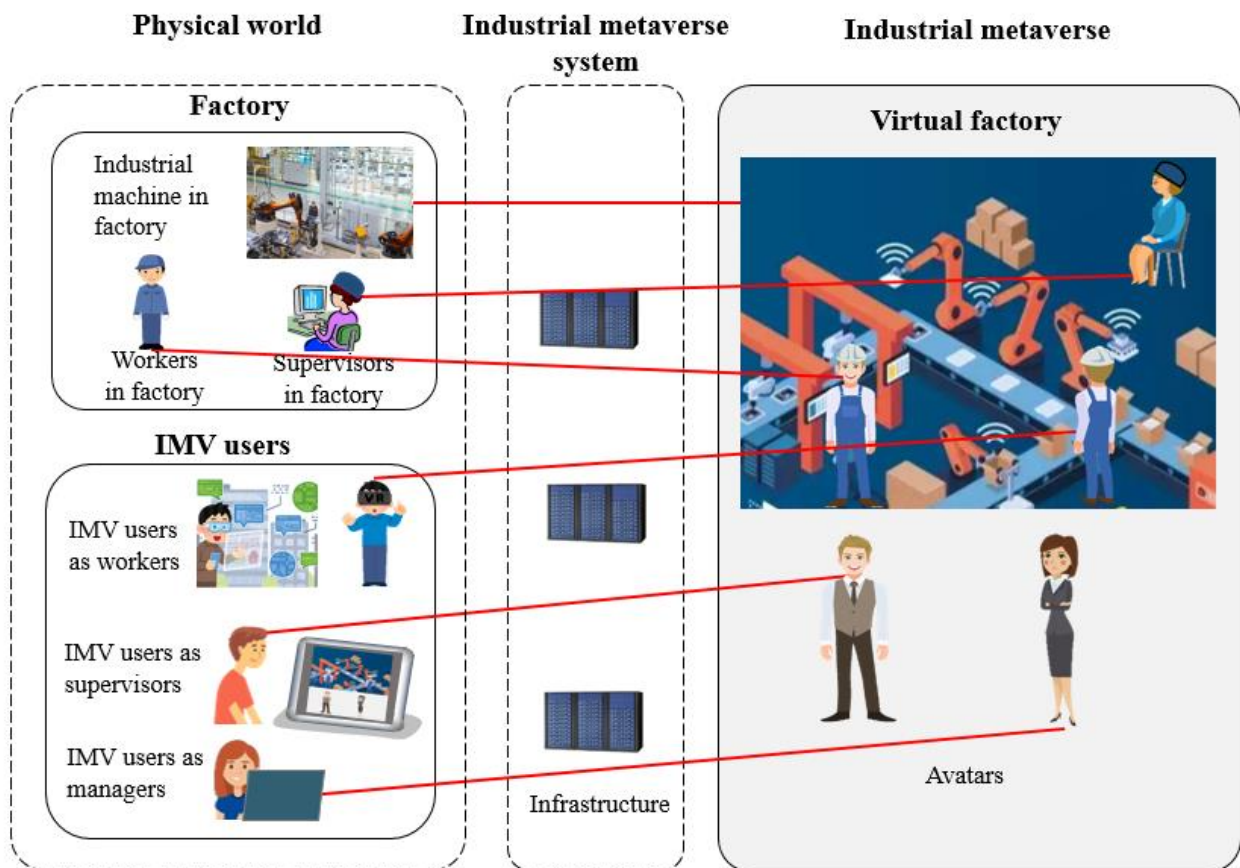 Physical world
Industrial metaverse
system
Industrial metaverse
Factory
Industrial
machine in
factory
Workers
in factory
Supervisors
in factory
IMV users
IMV users
as workers
VR
IMV users as
supervisors
IMV users as
managers
Infrastructure
Virtual factory
Avatars